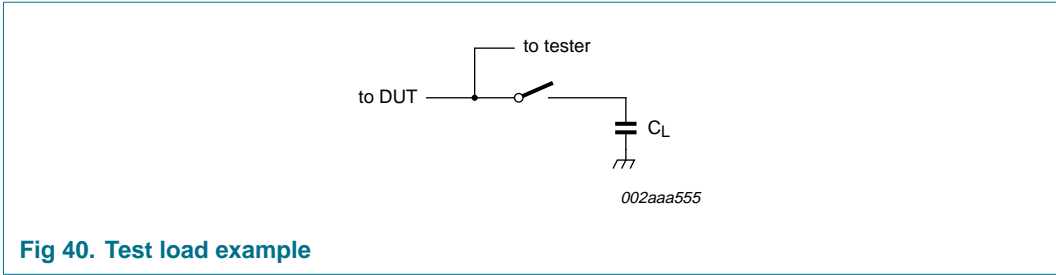 to tester
to DUT
CL
002aaa555
Fig 40. Test load example